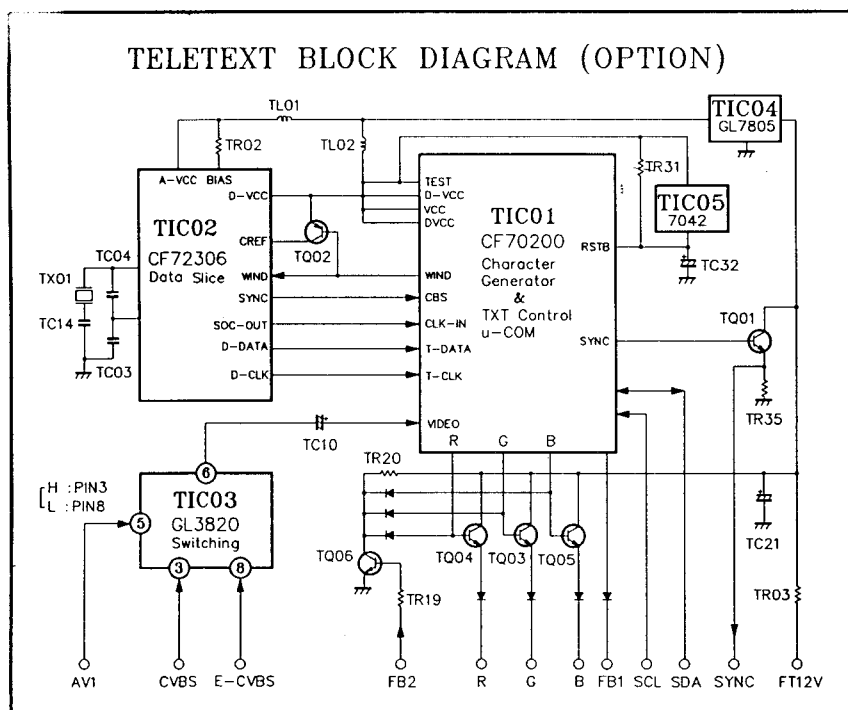 TELETEXT BLOCK DIAGRAM (OPTION)
TL01
TIC04
GL7805
TR02
TL02
A-VCC BIAS
TEST
D-VCC
D-VCC
VCC
DVCC
TR31
TIC05
7042
TIC02
CF72306
Data Slice
CREF
TQ02
TIC01
CF70200
Character
Generator
&
TXT Control
u-COM
RSTB
TC32
TC04
TX01
TC14
TC03
WIND
WIND
SYNC
CBS
SOC-OUT
CLK-IN
D-DATA
T-DATA
D-CLK
T-CLK
SYNC
TQ01
TR35
VIDEO
TC10
R
G
B
6
H :PIN3
L :PIN8
5
TIC03
GL3820
Switching
3
8
TR20
TQ06
TQ04
TQ03
TQ05
TC21
TR19
TR03
AV1
CVBS
E-CVBS
FB2
R
G
B
FB1
SCL
SDA
SYNC
FT12V